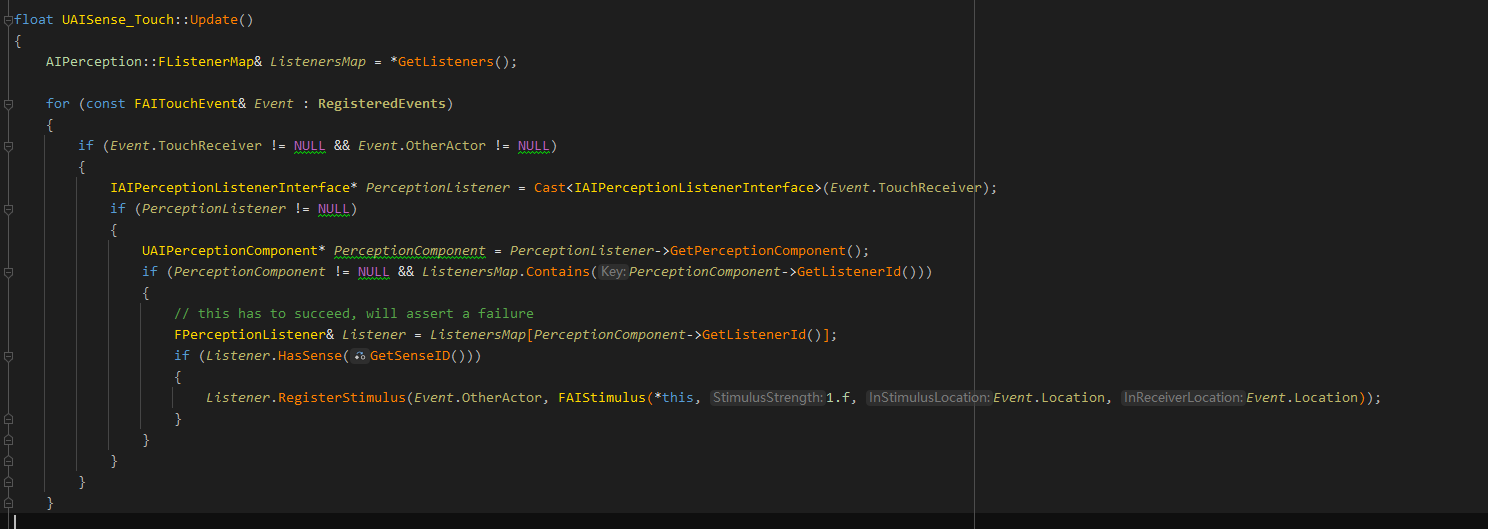 float UAISense_Touch::Update()
{
    AIPerception::FListenerMap& ListenersMap = *GetListeners();
    for (const FAITouchEvent& Event : RegisteredEvents)
    {
        if (Event.TouchReceiver != NULL && Event.OtherActor != NULL)
        {
            IAIPerceptionListenerInterface* PerceptionListener = Cast<IAIPerceptionListenerInterface>(Event.TouchReceiver);
            if (PerceptionListener != NULL)
            {
                UAIPerceptionComponent* PerceptionComponent = PerceptionListener->GetPerceptionComponent();
                if (PerceptionComponent != NULL && ListenersMap.Contains(Key: PerceptionComponent->GetListenerId()))
                {
                    // this has to succeed, will assert a failure
                    FPerceptionListener& Listener = ListenersMap[PerceptionComponent->GetListenerId()];
                    if (Listener.HasSense(GetSenseID()))
                    {
                        Listener.RegisterStimulus(Event.OtherActor, FAIStimulus(*this, StimulusStrength: 1.f, InStimulusLocation: Event.Location, InReceiverLocation: Event.Location));
                    }
                }
            }
        }
    }